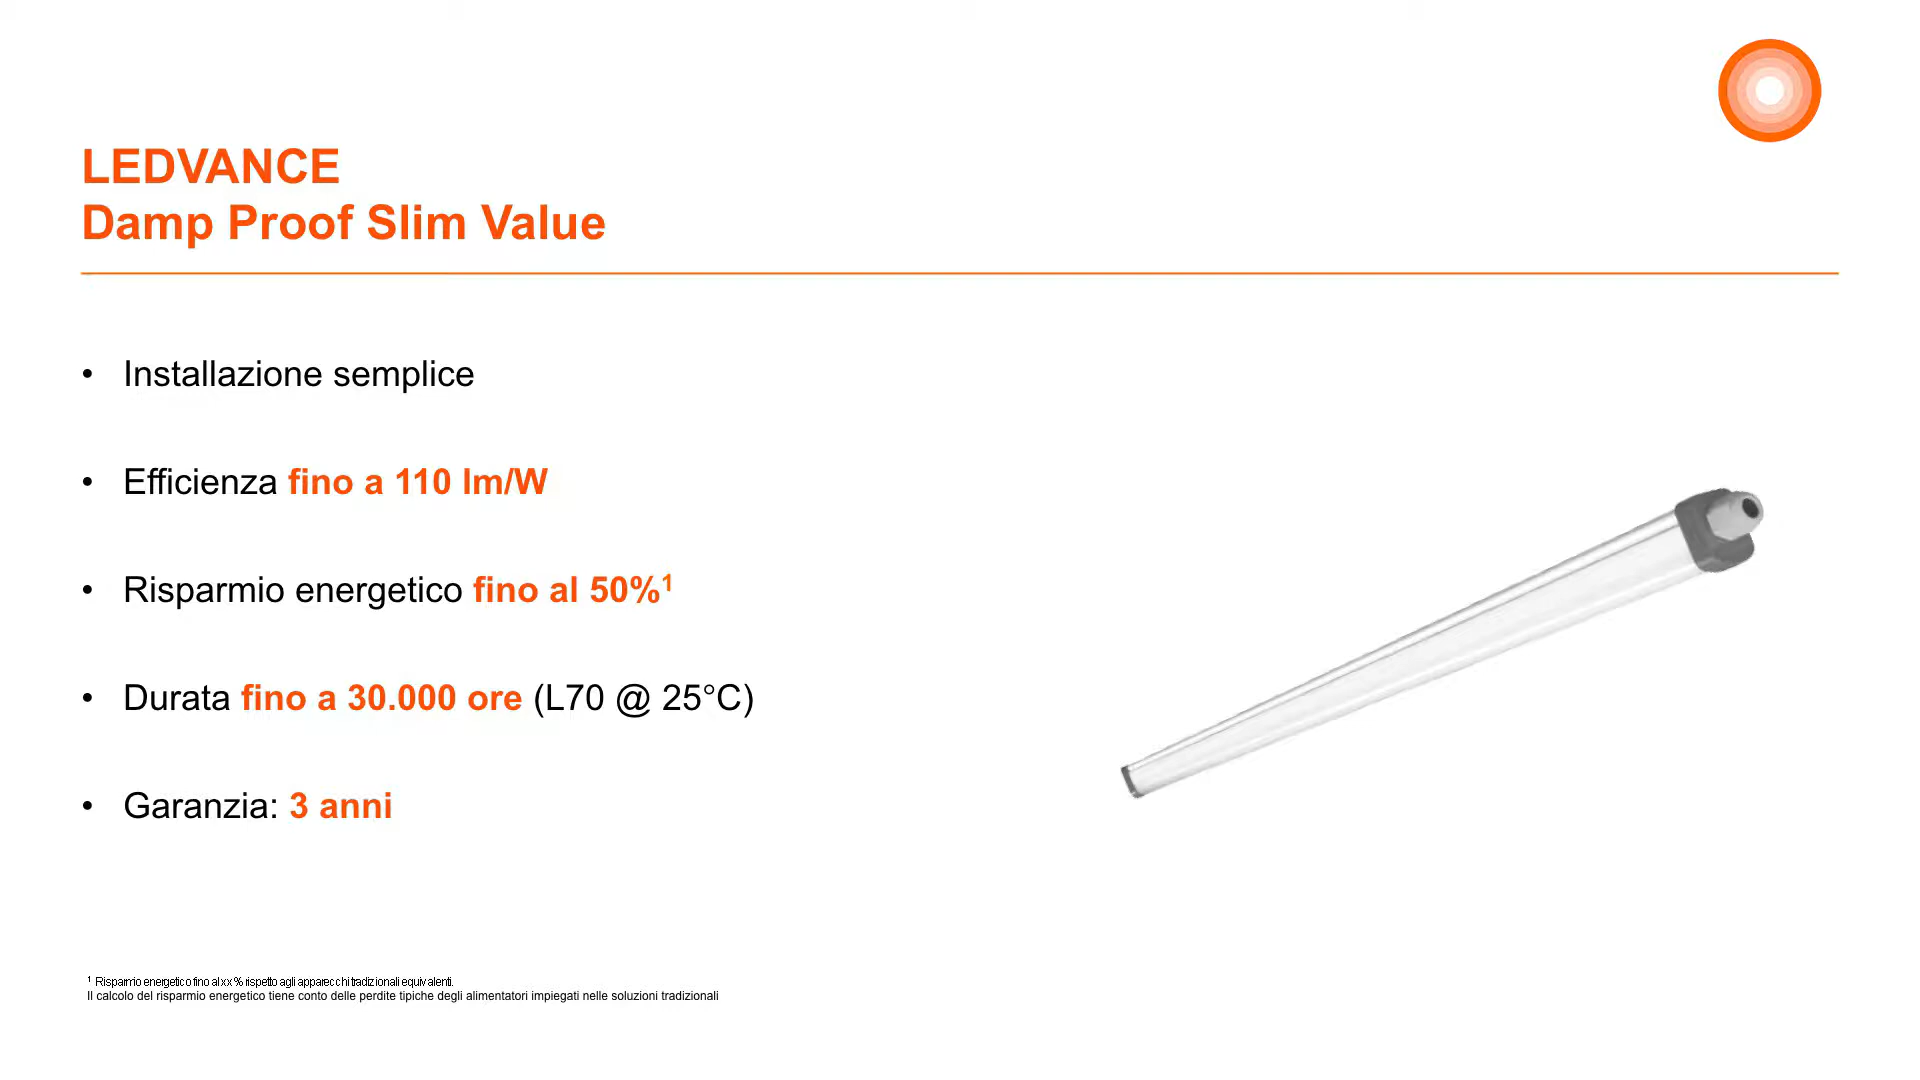 LEDVANCE
Damp Proof Slim Value
• Installazione semplice
• Efficienza fino a 110 lm/W
• Risparmio energetico fino al 50%¹
• Durata fino a 30.000 ore (L70 @ 25°C)
• Garanzia: 3 anni
¹ Risparmio energetico fino al xx % rispetto agli apparecchi tradizionali equivalenti.
Il calcolo del risparmio energetico tiene conto delle perdite tipiche degli alimentatori impiegati nelle soluzioni tradizionali